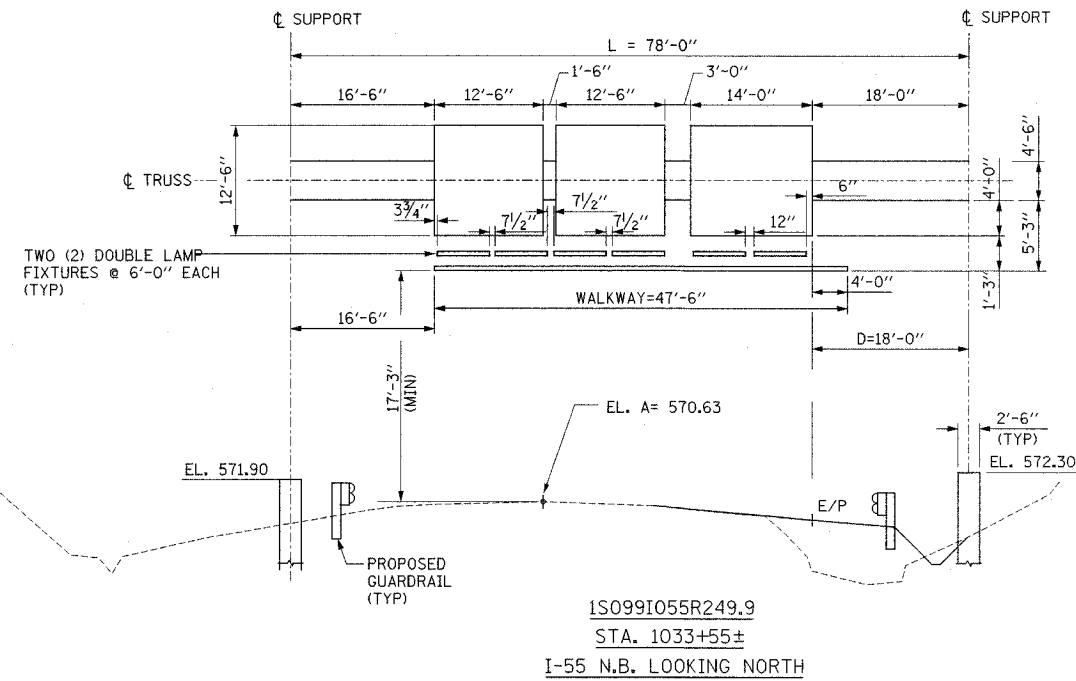 ℄ SUPPORT
℄ SUPPORT
L = 78'-0"
1'-6"
3'-0"
16'-6"
12'-6"
12'-6"
14'-0"
18'-0"
4'-6"
℄ TRUSS
12'-6"
4'-0"
6"
3¾"
7½"
7½"
7½"
12"
5'-3"
TWO (2) DOUBLE LAMP
FIXTURES @ 6'-0" EACH
(TYP)
1'-3"
4'-0"
WALKWAY=47'-6"
16'-6"
D=18'-0"
17'-3"
(MIN)
EL. A= 570.63
2'-6"
(TYP)
EL. 571.90
EL. 572.30
E/P
PROPOSED
GUARDRAIL
(TYP)
1S099I055R249.9
STA. 1033+55±
I-55 N.B. LOOKING NORTH